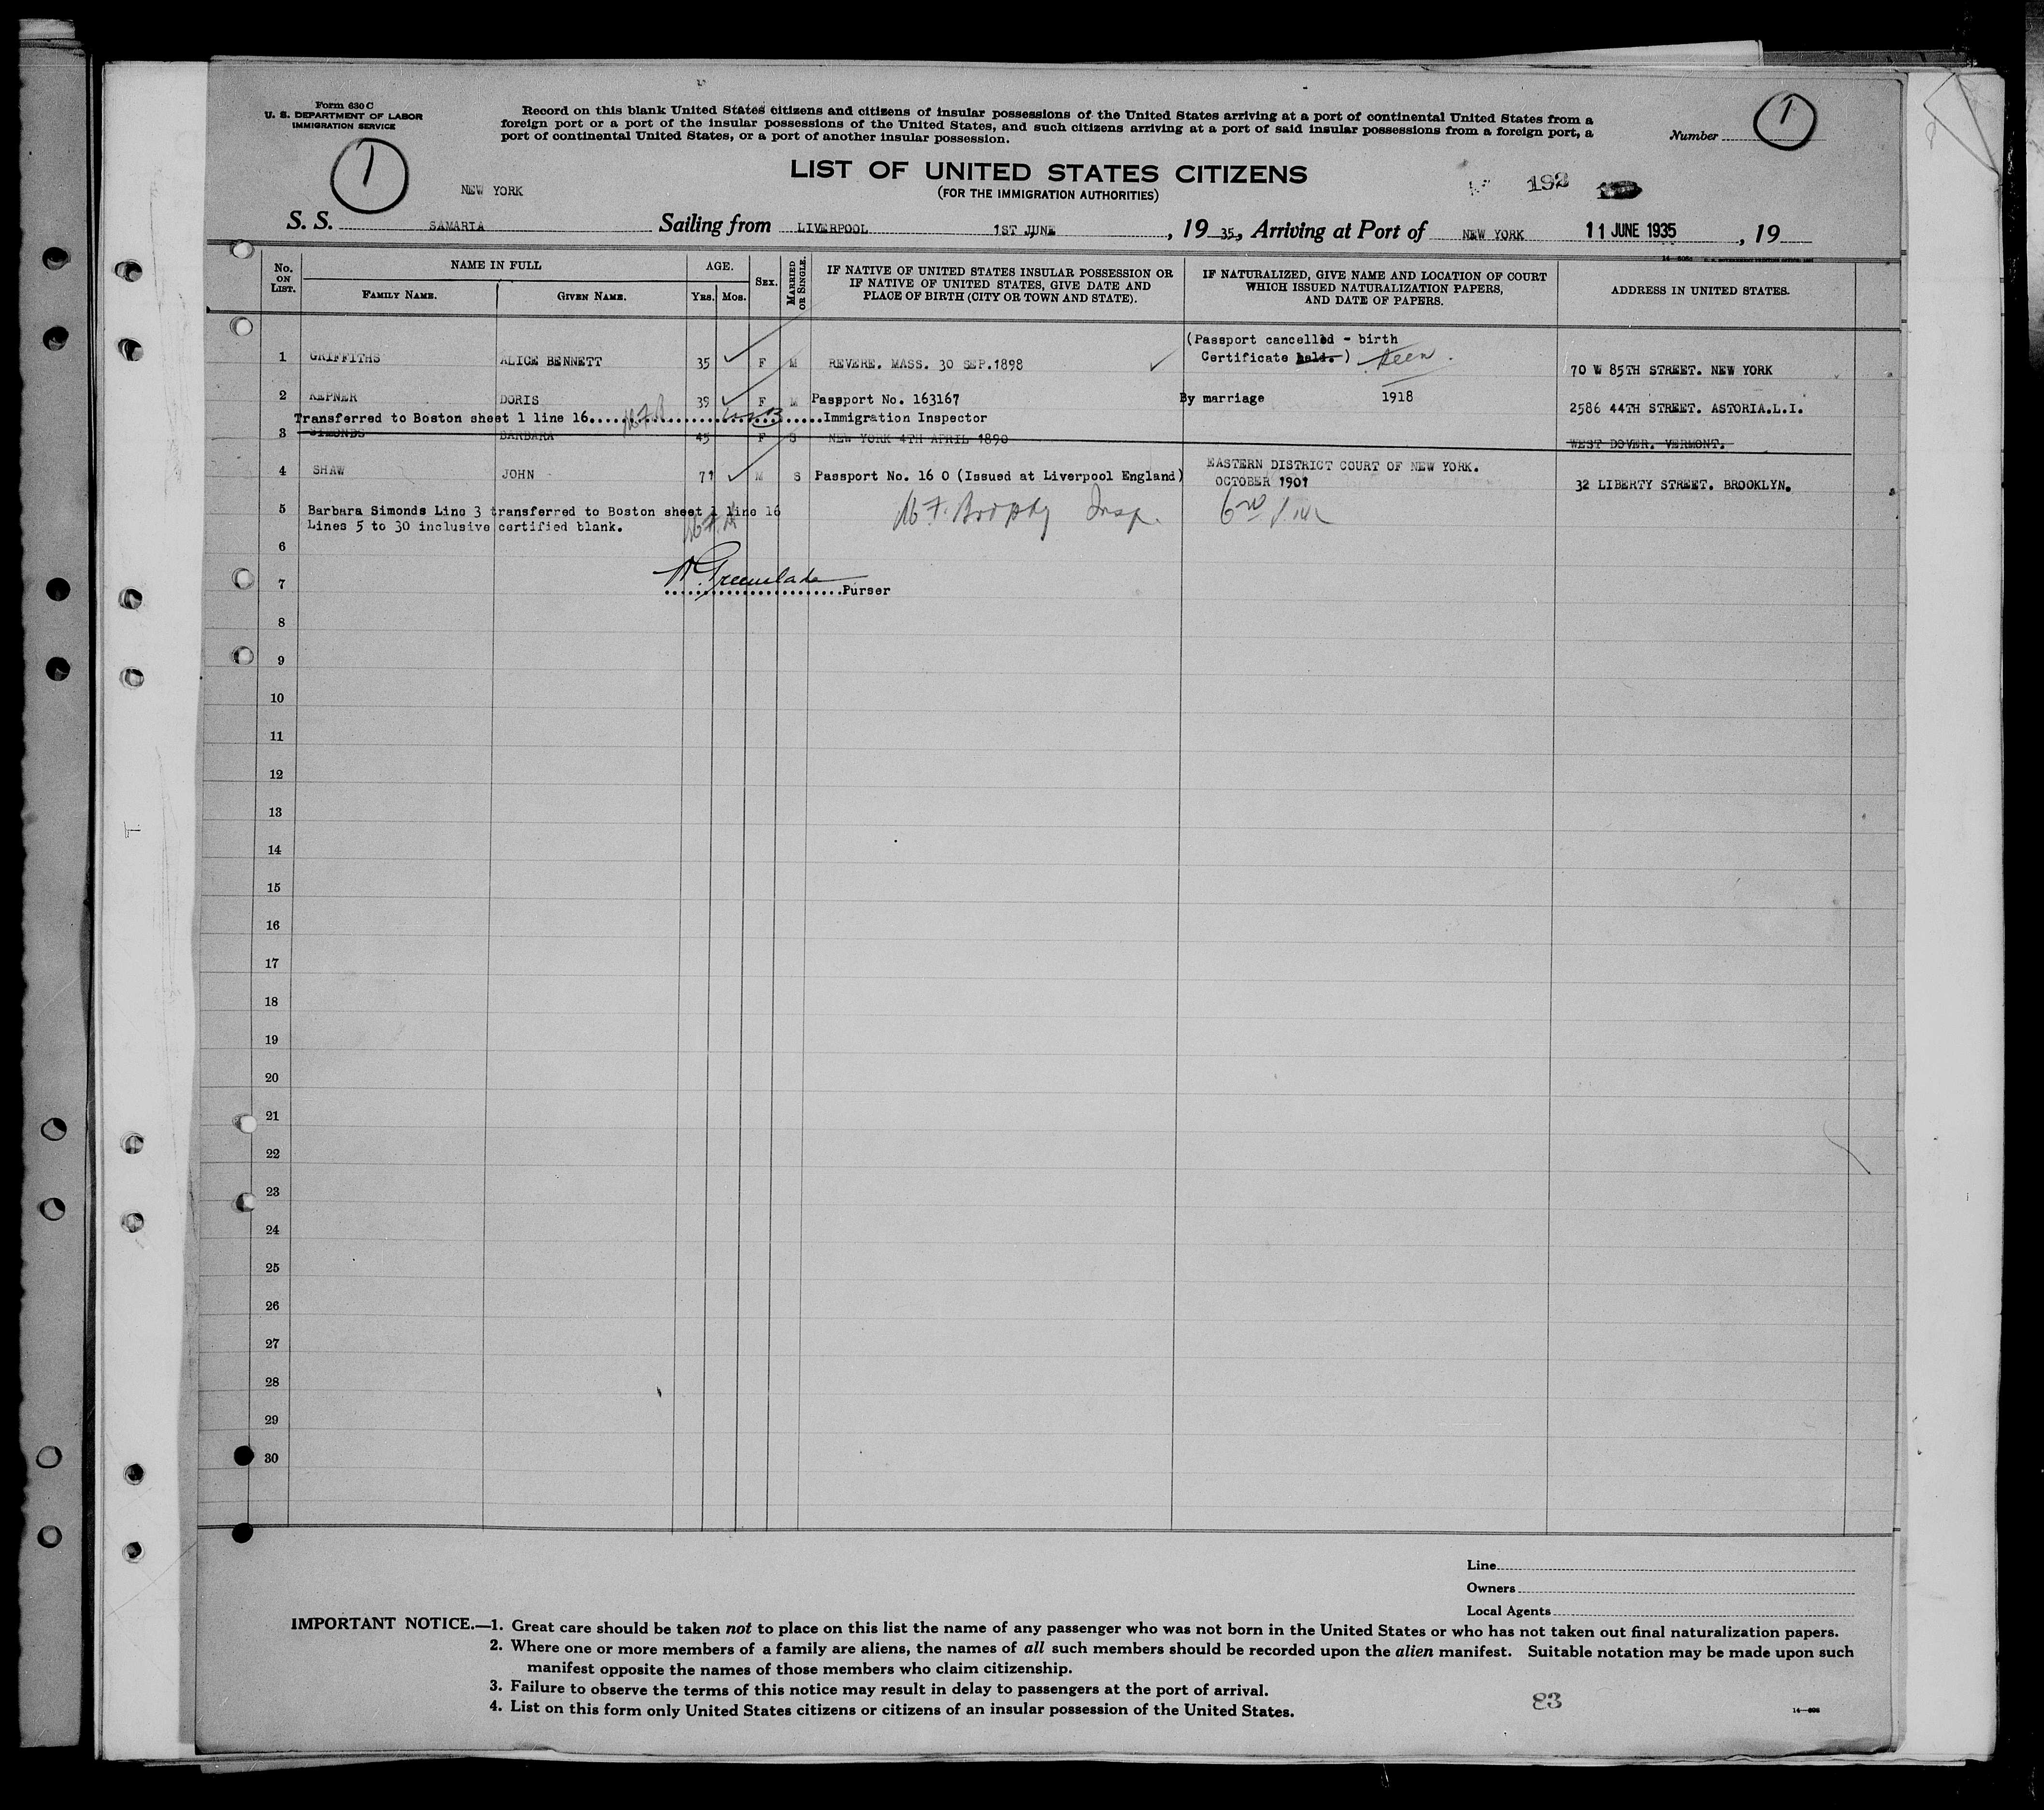 Form 630 C
U. S. DEPARTMENT OF LABOR
IMMIGRATION SERVICE
Record on this blank United States citizens and citizens of insular possessions of the United States arriving at a port of continental United States from a
foreign port or a port of the insular possessions of the United States, and such citizens arriving at a port of said insular possessions from a foreign port, a
port of continental United States, or a port of another insular possession.
Number 1
1
LIST OF UNITED STATES CITIZENS
(FOR THE IMMIGRATION AUTHORITIES)
192
NEW YORK
S. S. SAMARIA Sailing from LIVERPOOL 1ST JUNE, 19 35, Arriving at Port of NEW YORK 11 JUNE 1935, 19
No. ON LIST.
NAME IN FULL
FAMILY NAME. GIVEN NAME.
AGE.
YRS. MOS.
SEX.
MARRIED OR SINGLE.
IF NATIVE OF UNITED STATES INSULAR POSSESSION OR
IF NATIVE OF UNITED STATES, GIVE DATE AND
PLACE OF BIRTH (CITY OR TOWN AND STATE).
IF NATURALIZED, GIVE NAME AND LOCATION OF COURT
WHICH ISSUED NATURALIZATION PAPERS,
AND DATE OF PAPERS.
ADDRESS IN UNITED STATES.
(Passport cancelled - birth
Certificate held.) Seen.
1 GRIFFITHS ALICE BENNETT 35 F M REVERE. MASS. 30 SEP.1898 70 W 85TH STREET. NEW YORK
2 KEPNER DORIS 39 F M Passport No. 163167 By marriage 1918 2586 44TH STREET. ASTORIA.L.I.
Transferred to Boston sheet 1 line 16 Immigration Inspector
3 SIMONDS BARBARA 45 F S NEW YORK 4TH APRIL 1890 WEST DOVER. VERMONT.
4 SHAW JOHN 71 M S Passport No. 16 0 (Issued at Liverpool England) EASTERN DISTRICT COURT OF NEW YORK.
OCTOBER 1901 32 LIBERTY STREET. BROOKLYN.
5 Barbara Simonds Line 3 transferred to Boston sheet 1 line 16
Lines 5 to 30 inclusive certified blank.
M. F. Brophy Insp.
6
7 Purser
8
9
10
11
12
13
14
15
16
17
18
19
20
21
22
23
24
25
26
27
28
29
30
Line
Owners
Local Agents
IMPORTANT NOTICE.—1. Great care should be taken not to place on this list the name of any passenger who was not born in the United States or who has not taken out final naturalization papers.
2. Where one or more members of a family are aliens, the names of all such members should be recorded upon the alien manifest. Suitable notation may be made upon such
manifest opposite the names of those members who claim citizenship.
3. Failure to observe the terms of this notice may result in delay to passengers at the port of arrival.
4. List on this form only United States citizens or citizens of an insular possession of the United States.
83